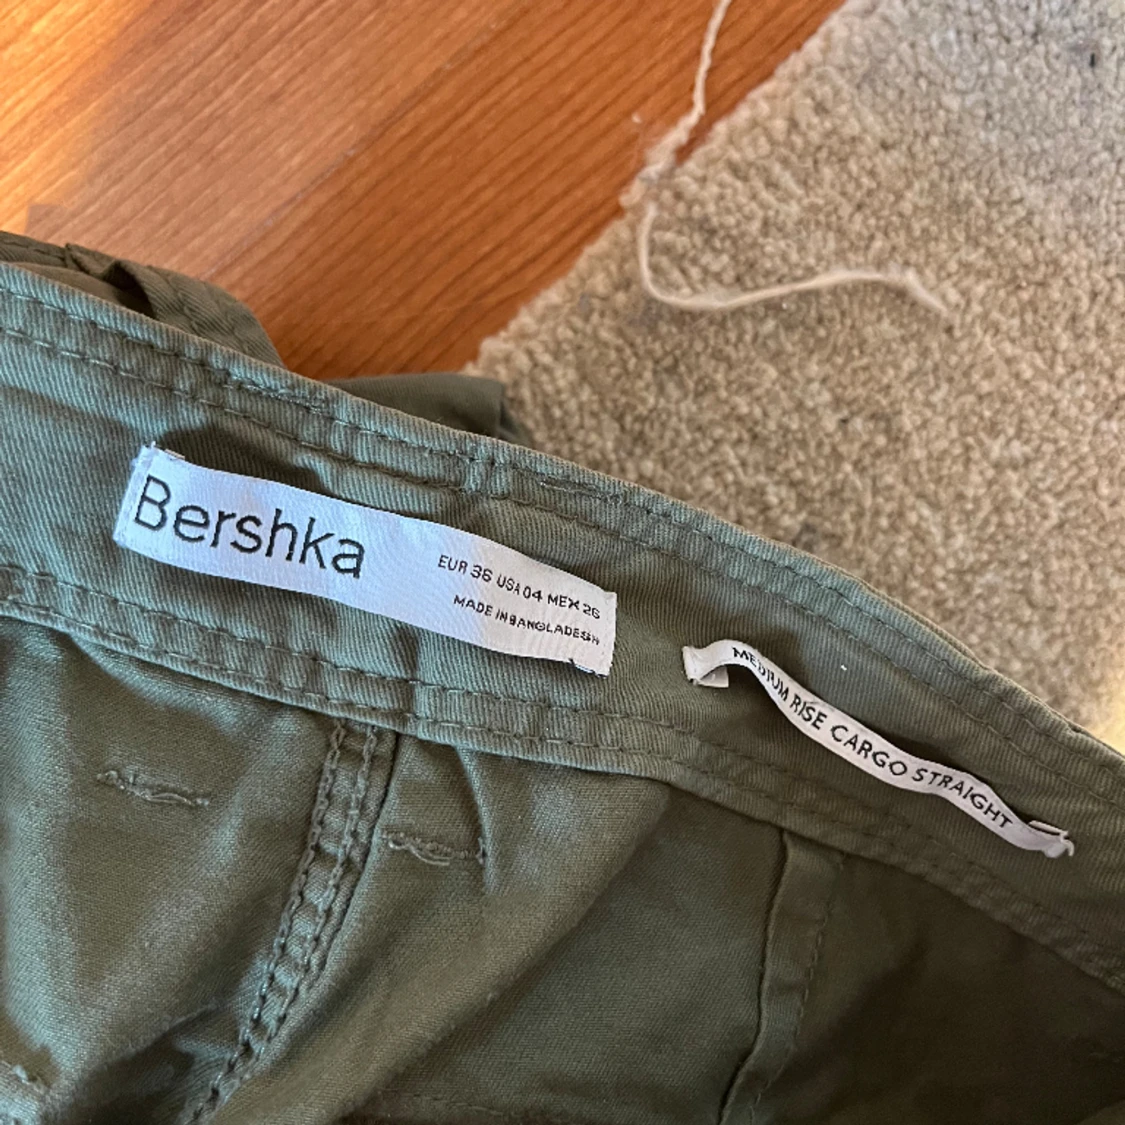 Bershka
EUR 36 USA 04 MEX 26
MADE IN BANGLADESH
MEDIUM RISE CARGO STRAIGHT